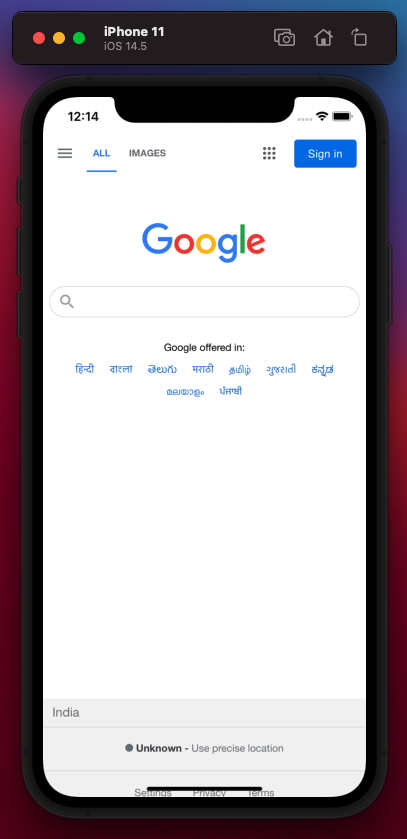 iPhone 11
iOS 14.5
12:14
ALL IMAGES Sign in
Google
Google offered in:
हिन्दी বাংলা తెలుగు मराठी தமிழ் ગુજરાતી ಕನ್ನಡ
മലയാളം ਪੰਜਾਬੀ
India
Unknown - Use precise location
Settings Privacy Terms